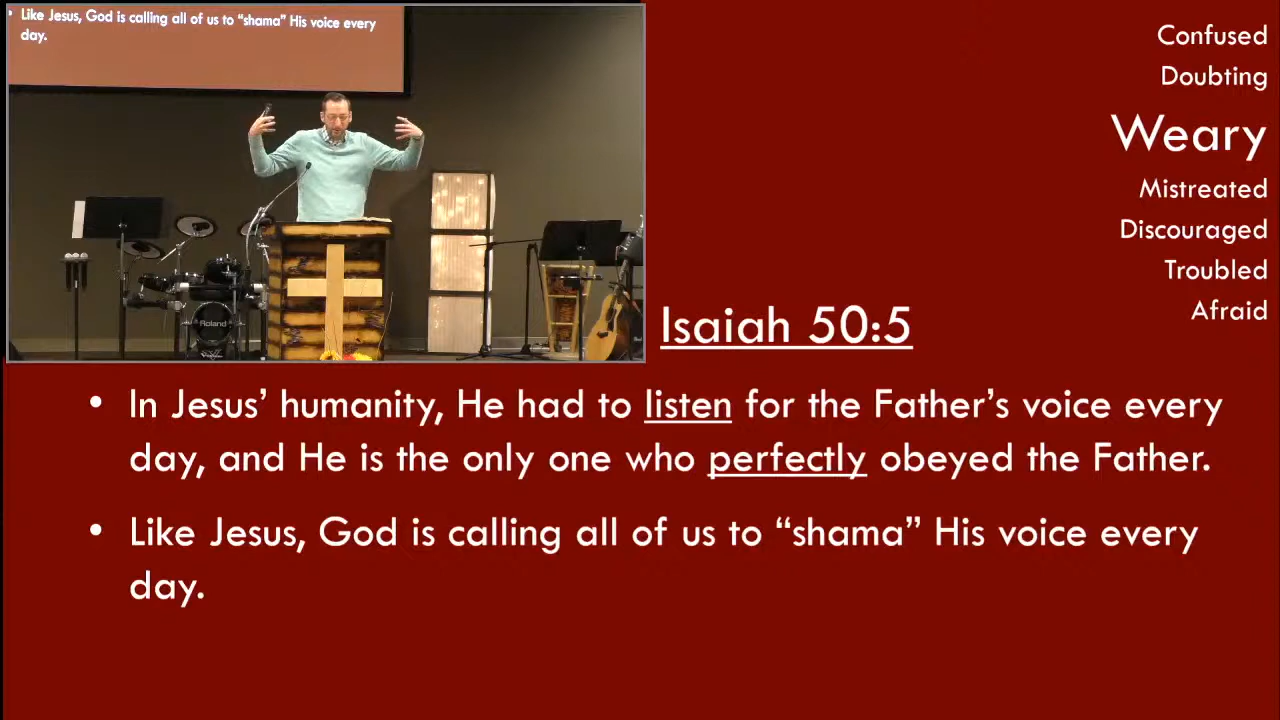 Like Jesus, God is calling all of us to “shama” His voice every
day.
Confused
Doubting
Weary
Mistreated
Discouraged
Troubled
Afraid
Roland
Isaiah 50:5
• In Jesus’ humanity, He had to listen for the Father’s voice every
day, and He is the only one who perfectly obeyed the Father.
• Like Jesus, God is calling all of us to “shama” His voice every
day.